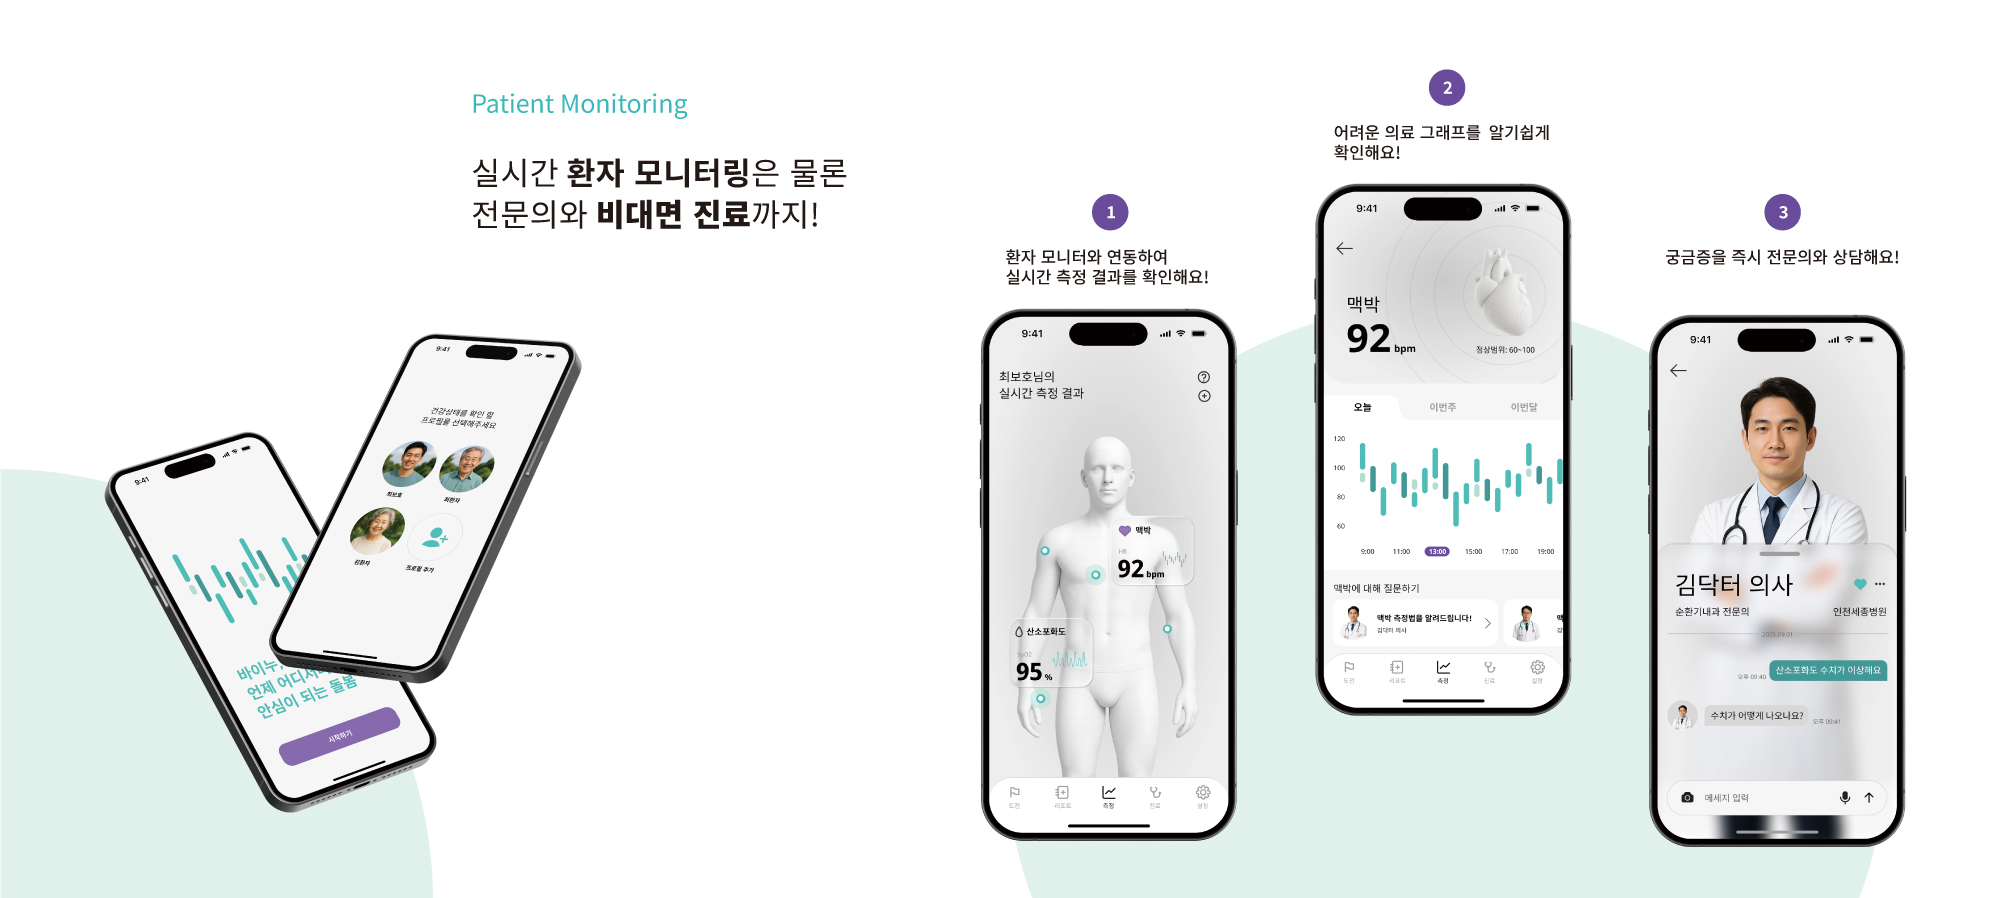 Patient Monitoring
실시간 환자 모니터링은 물론
전문의와 비대면 진료까지!
9:41
바이누,
언제 어디서
안심이 되는 돌봄
시작하기
9:41
건강상태를 확인 할
프로필을 선택해주세요
최보호
최환자
김환자
프로필 추가
1
환자 모니터와 연동하여
실시간 측정 결과를 확인해요!
9:41
최보호님의
실시간 측정 결과
맥박
HR
92 bpm
산소포화도
SpO2
95 %
도전
리포트
측정
진료
설정
2
어려운 의료 그래프를 알기쉽게
확인해요!
9:41
맥박
92 bpm
정상범위: 60~100
오늘
이번주
이번달
120
100
80
60
9:00
11:00
13:00
15:00
17:00
19:00
맥박에 대해 질문하기
맥박 측정법을 알려드립니다!
김닥터 의사
도전
리포트
측정
진료
설정
3
궁금증을 즉시 전문의와 상담해요!
9:41
김닥터 의사
순환기내과 전문의
인천세종병원
2025.09.01
산소포화도 수치가 이상해요
오후 09:40
수치가 어떻게 나오나요?
오후 09:41
메세지 입력